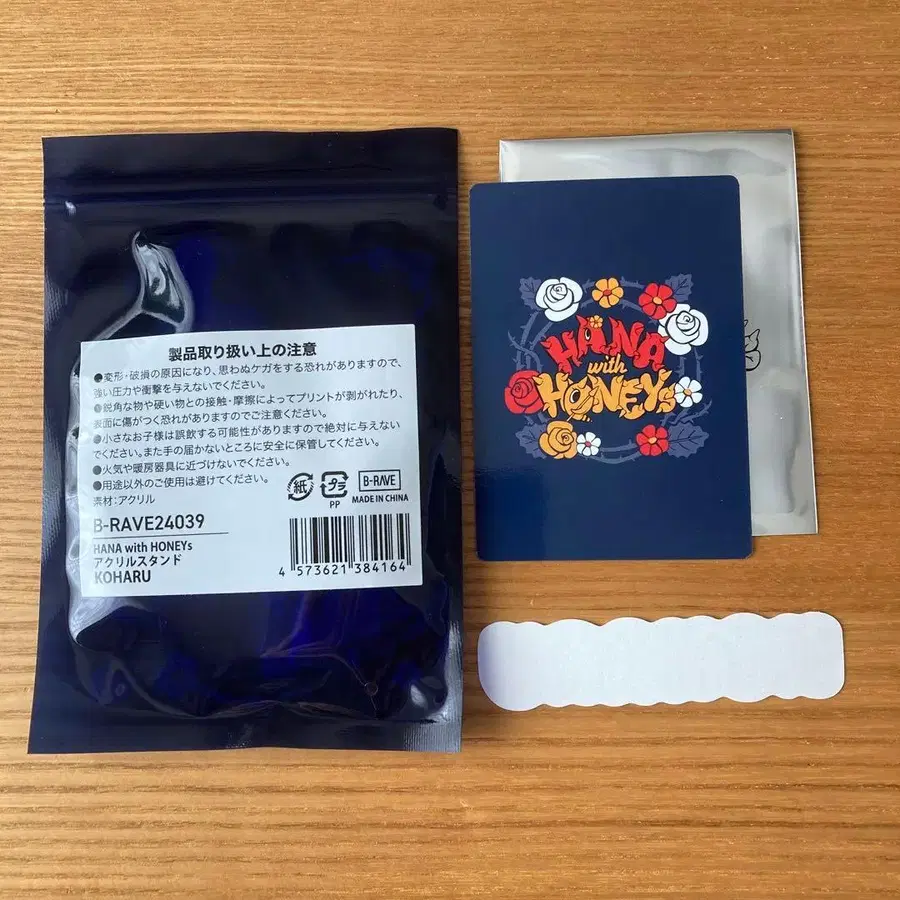 製品取り扱い上の注意
●変形・破損の原因になり、思わぬケガをする恐れがありますので、
強い圧力や衝撃を与えないでください。
●鋭角な物や硬い物との接触・摩擦によってプリントが剥がれたり、
表面に傷がつく恐れがありますのでご注意ください。
●小さなお子様は誤飲する可能性がありますので絶対に与えない
でください。また手の届かないところに安全に保管してください。
●火気や暖房器具に近づけないでください。
●用途以外のご使用は避けてください。
素材:アクリル
紙
プラ
PP
B-RAVE
MADE IN CHINA
B-RAVE24039
HANA with HONEYs
アクリルスタンド
KOHARU
4 573621 384164
HANA
with
HONEYs